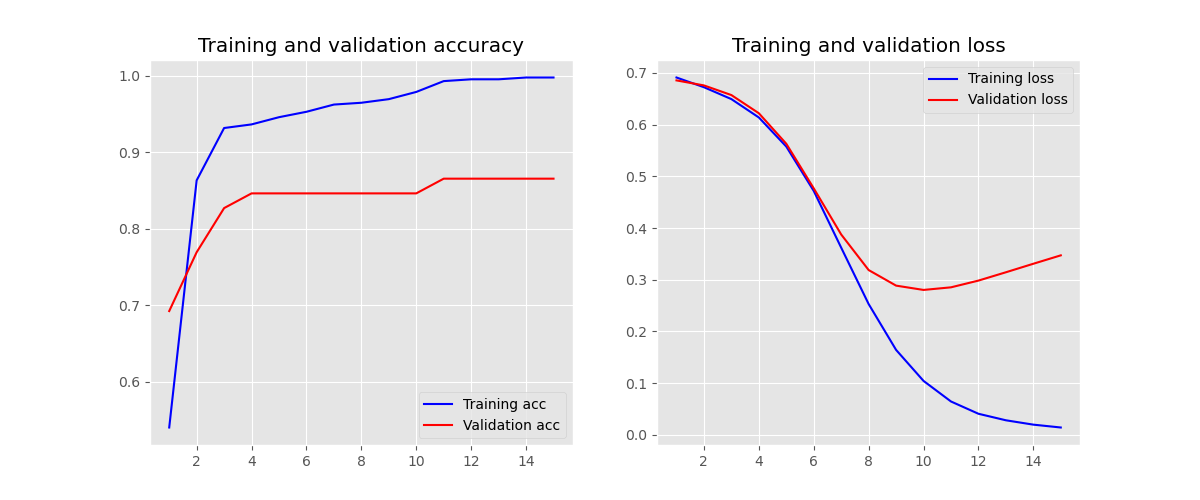 Training and validation accuracy
1.0
0.9
0.8
0.7
0.6
2 4 6 8 10 12 14
Training acc
Validation acc
Training and validation loss
0.7
0.6
0.5
0.4
0.3
0.2
0.1
0.0
2 4 6 8 10 12 14
Training loss
Validation loss